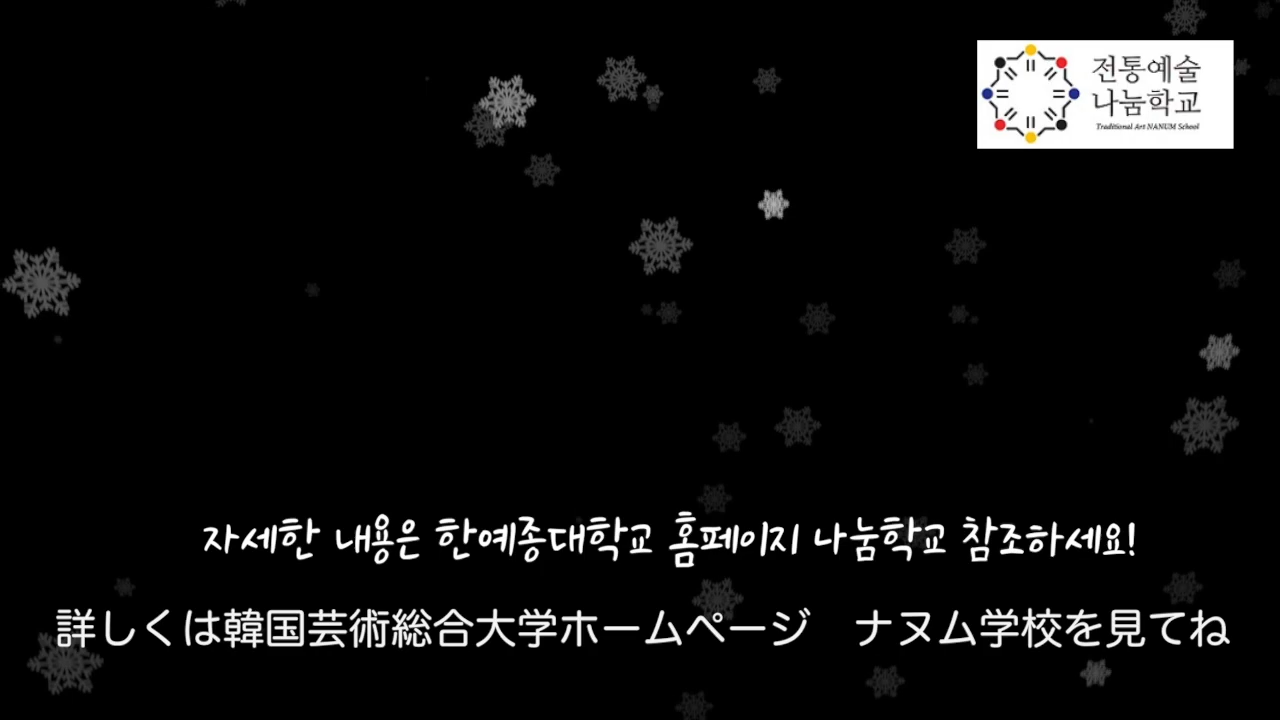 전통예술
나눔학교
Traditional Art NANUM School
자세한 내용은 한예종대학교 홈페이지 나눔학교 참조하세요!
詳しくは韓国芸術総合大学ホームページ　ナヌム学校を見てね